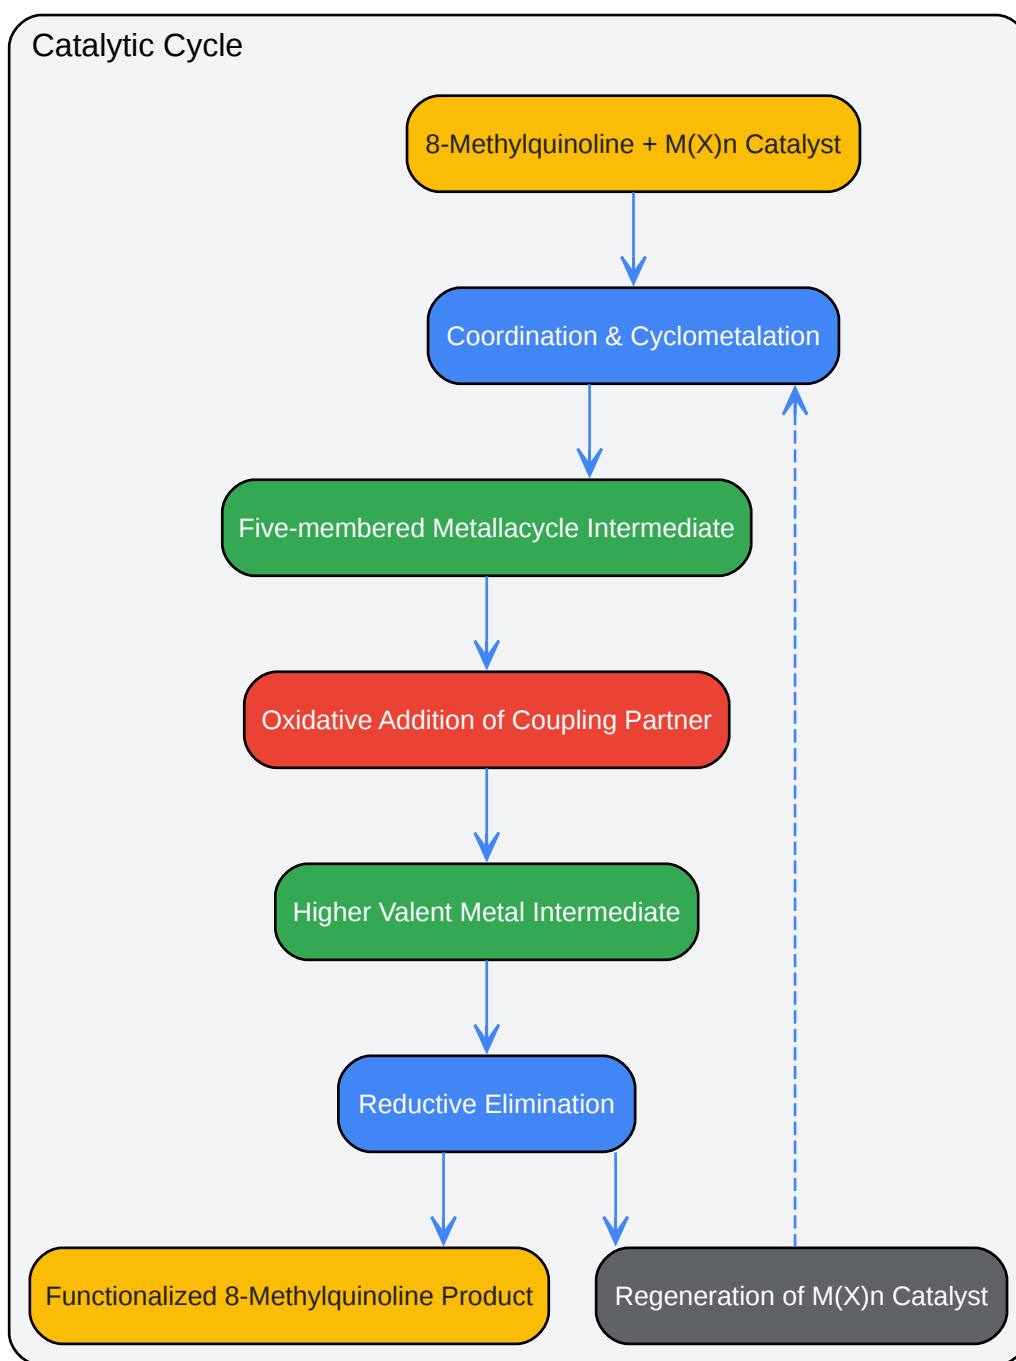 Catalytic Cycle
8-Methylquinoline + M(X)n Catalyst
Coordination & Cyclometalation
Five-membered Metallacycle Intermediate
Oxidative Addition of Coupling Partner
Higher Valent Metal Intermediate
Reductive Elimination
Functionalized 8-Methylquinoline Product
Regeneration of M(X)n Catalyst